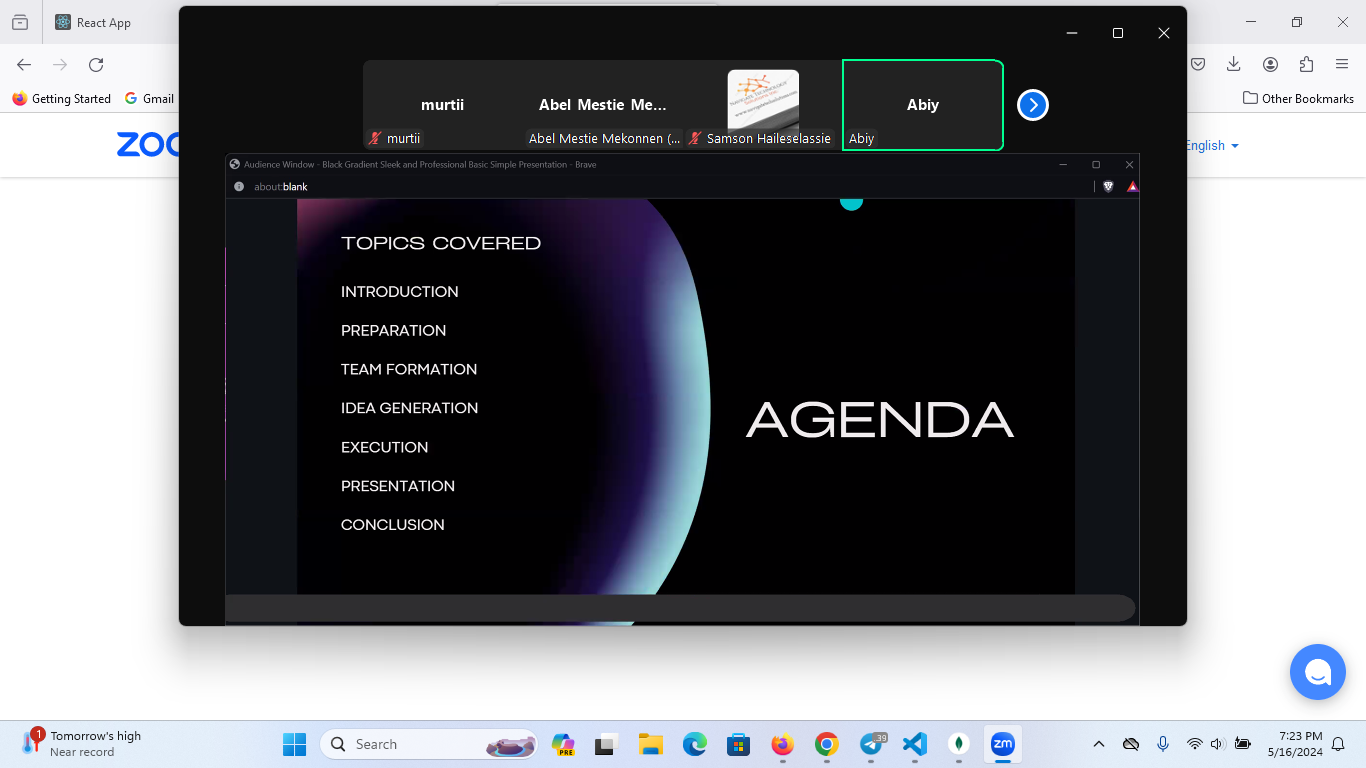 React App
Getting Started
Gmail
Other Bookmarks
English
murtii
Abel Mestie Me...
Abiy
murtii
Abel Mestie Mekonnen (...
Samson Haileselassie
Abiy
Audience Window - Black Gradient Sleek and Professional Basic Simple Presentation - Brave
about:blank
TOPICS COVERED
INTRODUCTION
PREPARATION
TEAM FORMATION
IDEA GENERATION
EXECUTION
PRESENTATION
CONCLUSION
AGENDA
1
Tomorrow's high
Near record
Search
PRE
39
zm
7:23 PM
5/16/2024